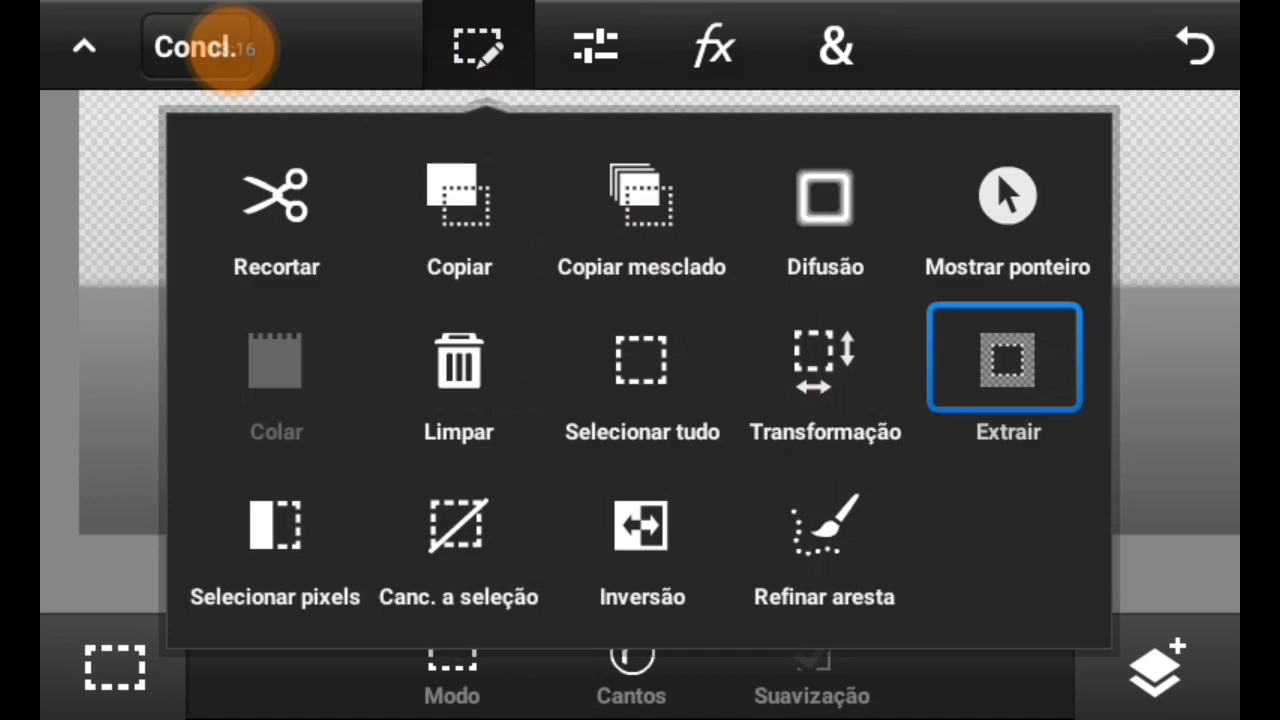 Concl.
fx
&
Recortar
Copiar
Copiar mesclado
Difusão
Mostrar ponteiro
Colar
Limpar
Selecionar tudo
Transformação
Extrair
Selecionar pixels
Canc. a seleção
Inversão
Refinar aresta
Modo
Cantos
Suavização